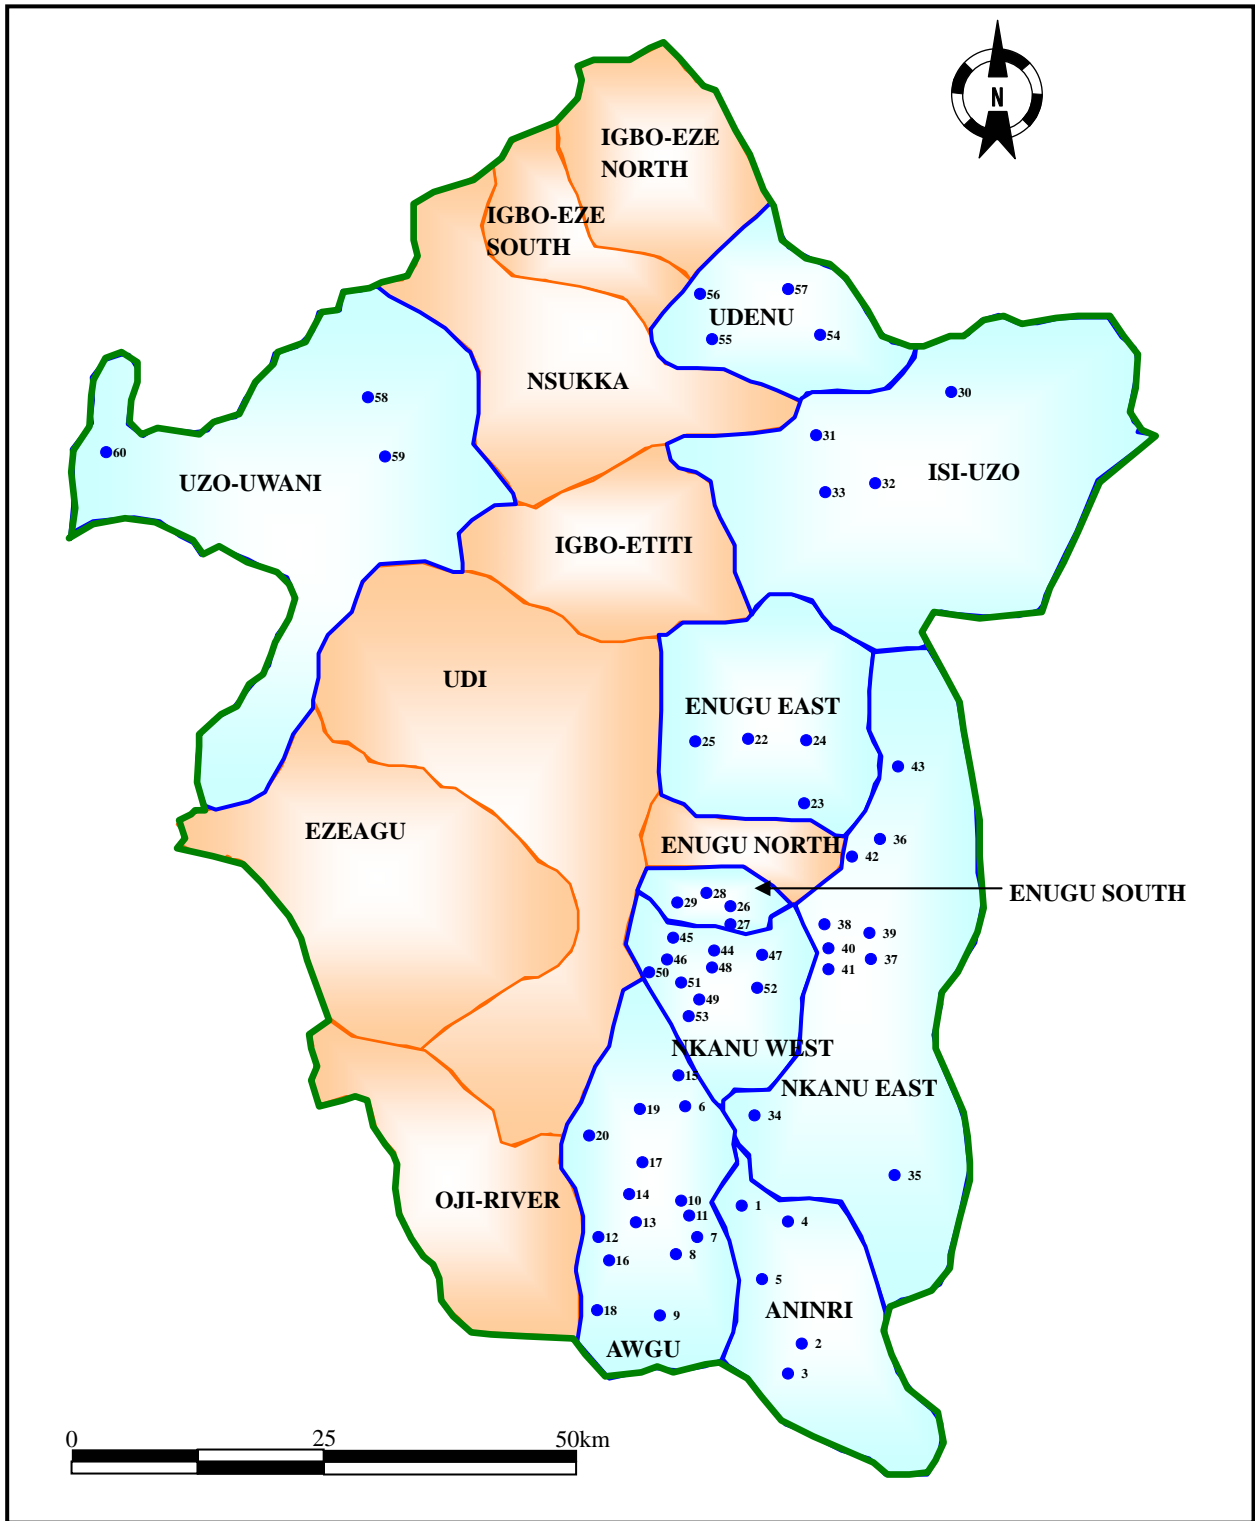 N
IGBO-EZE
NORTH
IGBO-EZE
SOUTH
56
57
UDENU
55
54
NSUKKA
58
30
31
60
59
UZO-UWANI
ISI-UZO
32
33
IGBO-ETITI
UDI
ENUGU EAST
25
22
24
43
23
EZEAGU
ENUGU NORTH
36
42
ENUGU SOUTH
28
29
26
27
38
39
45
44
40
47
46
37
48
41
50
51
52
49
53
NKANU WEST
15
NKANU EAST
6
19
34
20
17
35
14
10
OJI-RIVER
1
11
4
13
12
7
8
16
5
18
9
ANINRI
2
AWGU
3
0
25
50km